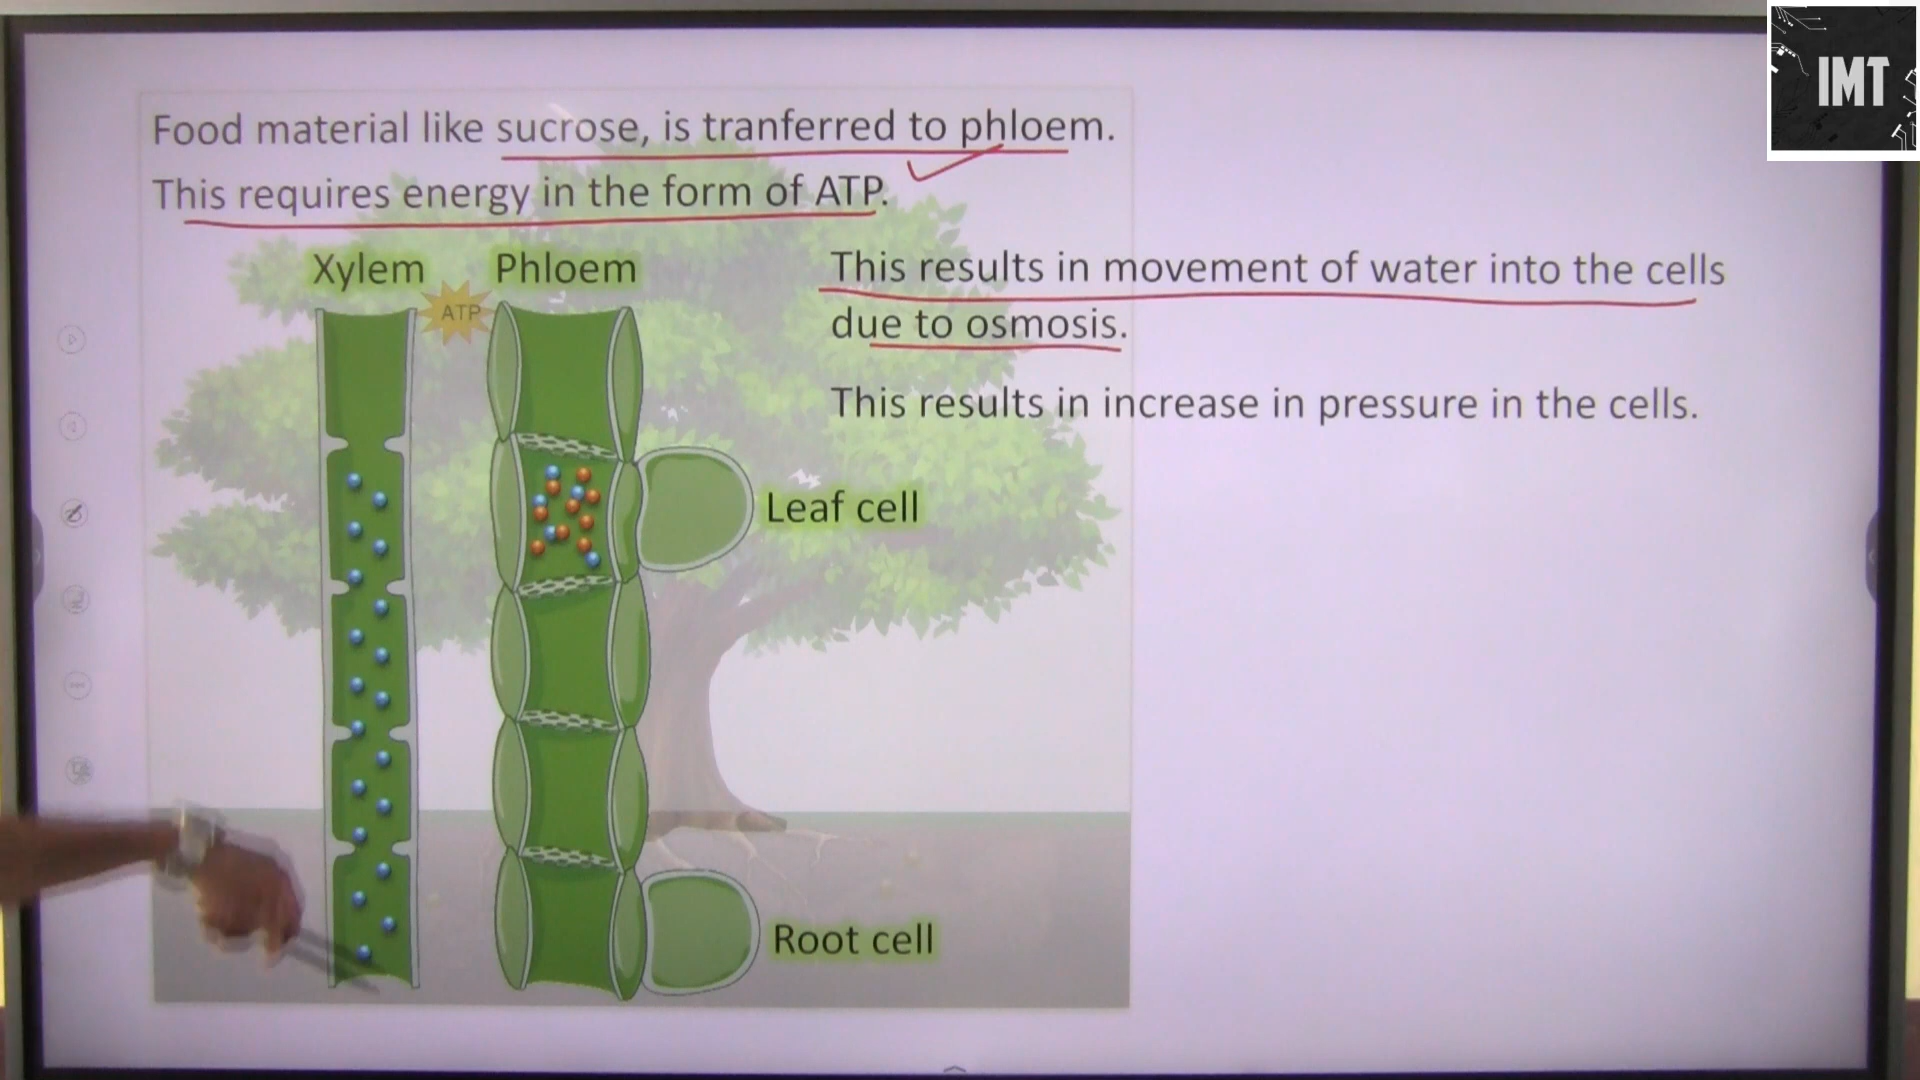 IMT
Food material like sucrose, is tranferred to phloem.
This requires energy in the form of ATP.
Xylem
ATP
Phloem
This results in movement of water into the cells
due to osmosis.
This results in increase in pressure in the cells.
Leaf cell
Root cell